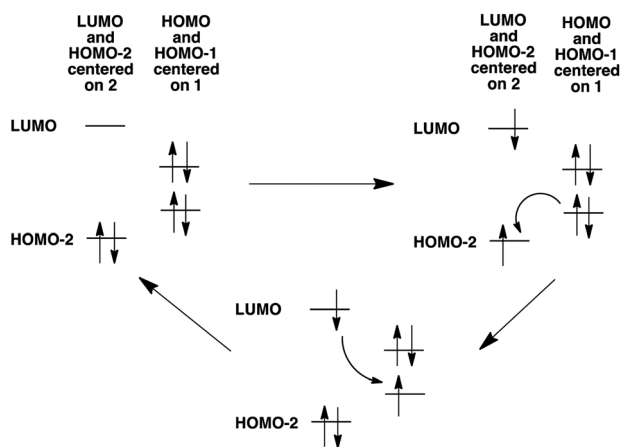 LUMO
and
HOMO-2
centered
on 2
HOMO
and
HOMO-1
centered
on 1
LUMO
HOMO-2
LUMO
and
HOMO-2
centered
on 2
HOMO
and
HOMO-1
centered
on 1
LUMO
HOMO-2
LUMO
HOMO-2